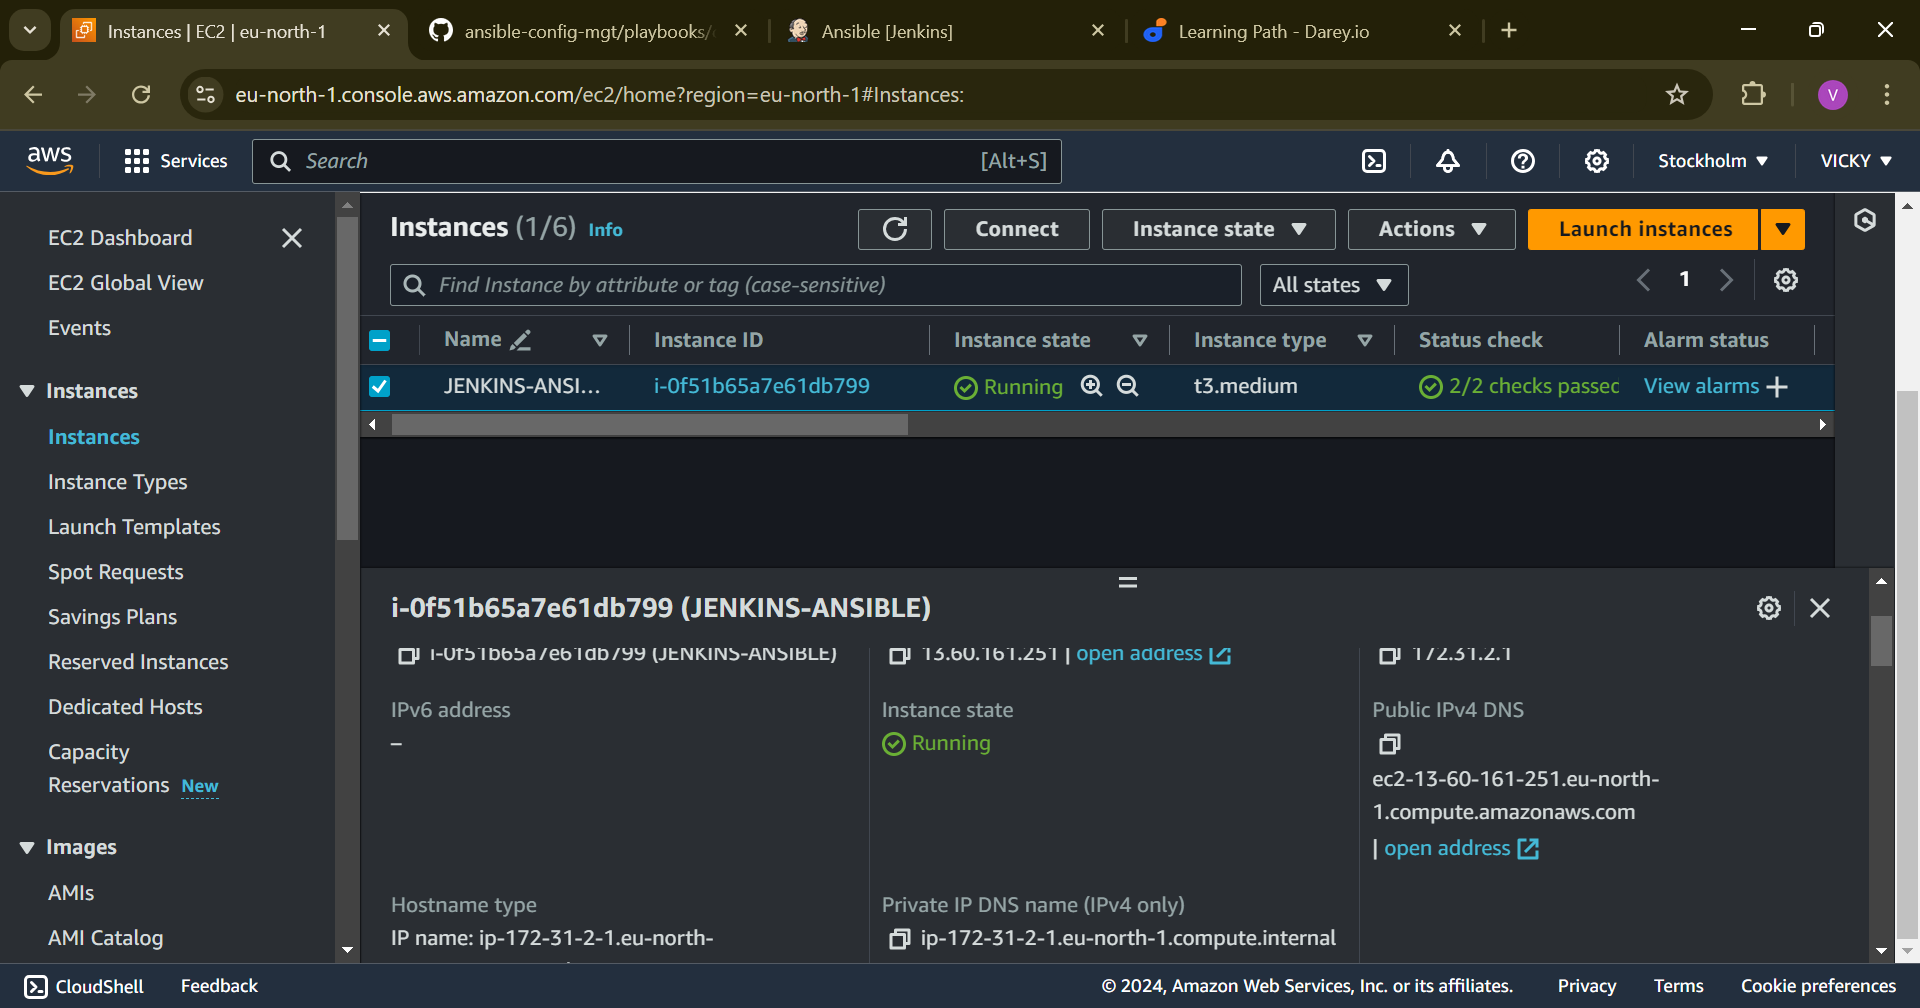 Instances | EC2 | eu-north-1
ansible-config-mgt/playbooks/
Ansible [Jenkins]
Learning Path - Darey.io
eu-north-1.console.aws.amazon.com/ec2/home?region=eu-north-1#Instances:
V
aws
Services
Search
[Alt+S]
Stockholm
VICKY
EC2 Dashboard
EC2 Global View
Events
Instances
Instances
Instance Types
Launch Templates
Spot Requests
Savings Plans
Reserved Instances
Dedicated Hosts
Capacity
Reservations New
Images
AMIs
AMI Catalog
Instances (1/6) Info
Connect
Instance state
Actions
Launch instances
Find Instance by attribute or tag (case-sensitive)
All states
1
Name
Instance ID
Instance state
Instance type
Status check
Alarm status
JENKINS-ANSI...
i-0f51b65a7e61db799
Running
t3.medium
2/2 checks passed
View alarms
i-0f51b65a7e61db799 (JENKINS-ANSIBLE)
i-0f51b65a7e61db799 (JENKINS-ANSIBLE)
13.60.161.251 | open address
172.31.2.1
IPv6 address
–
Instance state
Running
Public IPv4 DNS
ec2-13-60-161-251.eu-north-
1.compute.amazonaws.com
| open address
Hostname type
IP name: ip-172-31-2-1.eu-north-
Private IP DNS name (IPv4 only)
ip-172-31-2-1.eu-north-1.compute.internal
CloudShell
Feedback
© 2024, Amazon Web Services, Inc. or its affiliates.
Privacy
Terms
Cookie preferences